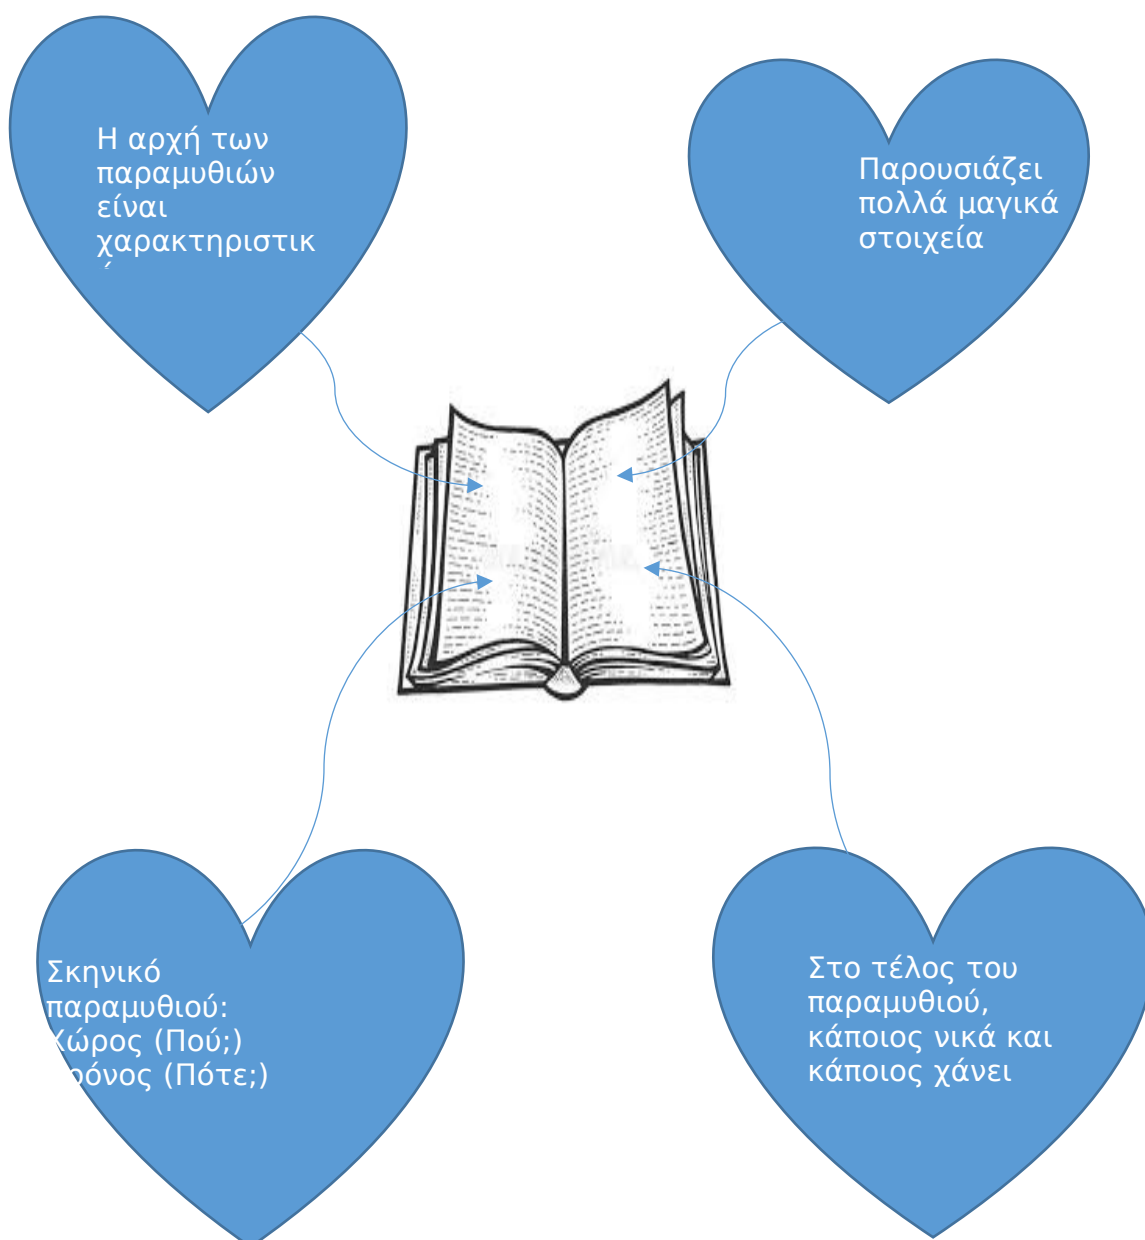 Η αρχή των
παραμυθιών
είναι
χαρακτηριστικ
Παρουσιάζει
πολλά μαγικά
στοιχεία
Σκηνικό
παραμυθιού:
Χώρος (Πού;)
Χρόνος (Πότε;)
Στο τέλος του
παραμυθιού,
κάποιος νικά και
κάποιος χάνει